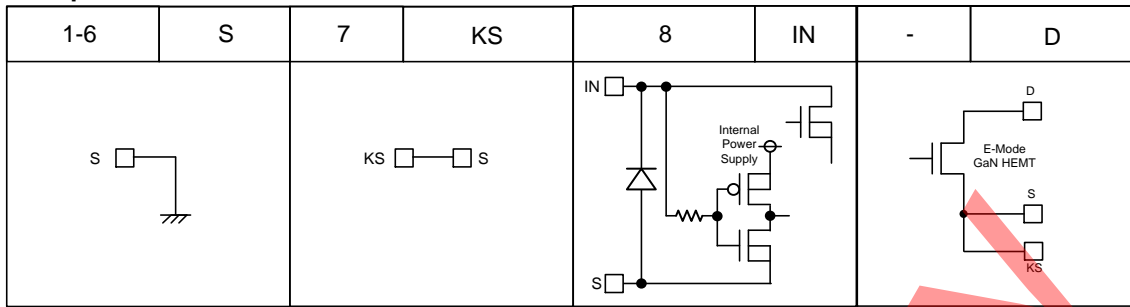 1-6 S 7 KS 8 IN - D
S
KS S
IN
Internal
Power
Supply
S
D
E-Mode
GaN HEMT
S
KS